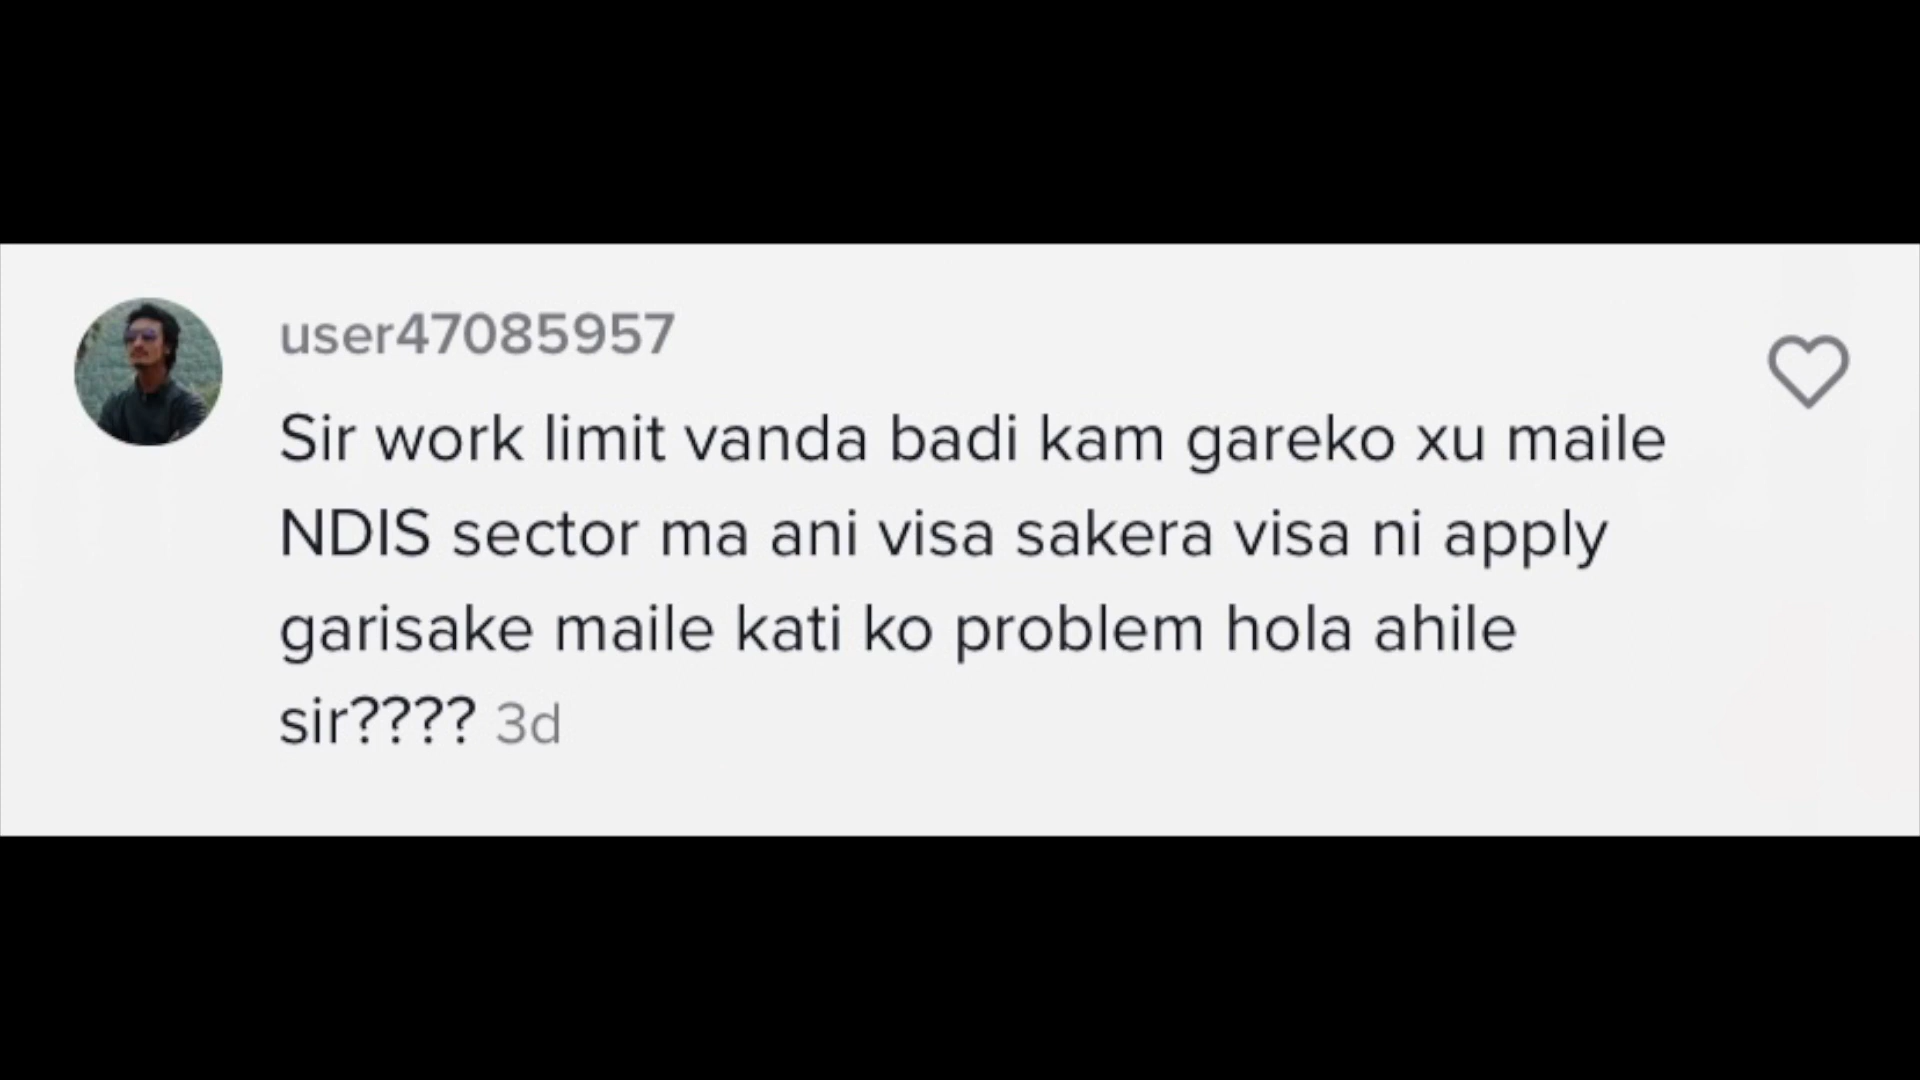 user47085957
Sir work limit vanda badi kam gareko xu maile
NDIS sector ma ani visa sakera visa ni apply
garisake maile kati ko problem hola ahile
sir???? 3d